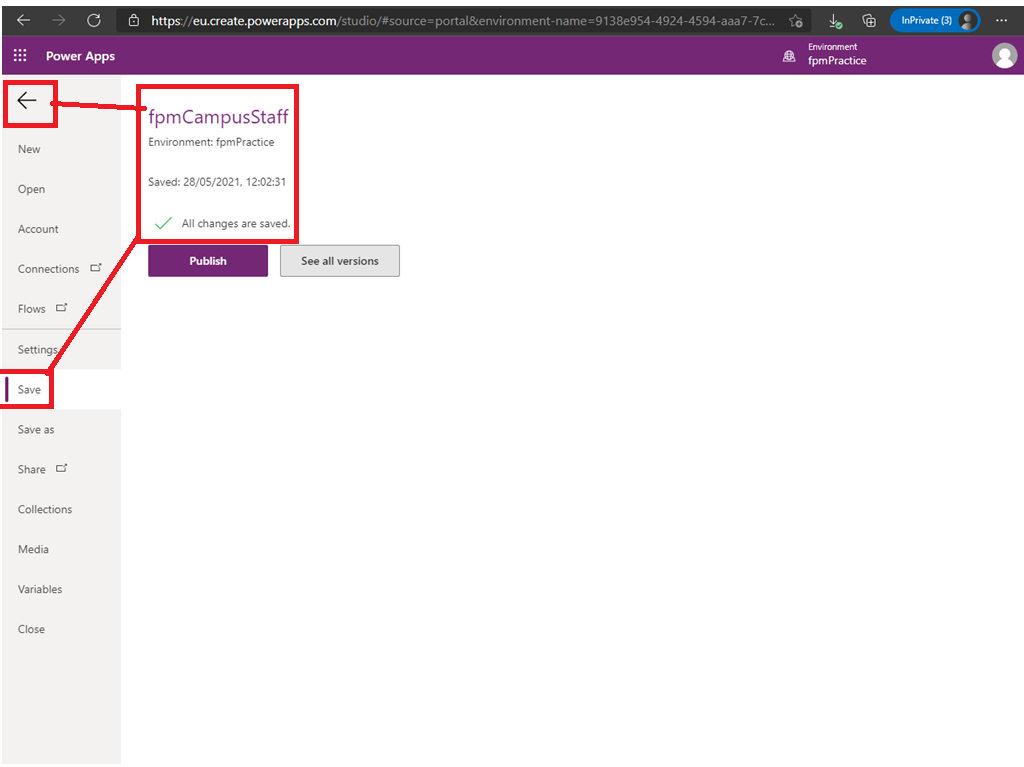 https://eu.create.powerapps.com/studio/#source=portal&environment-name=9138e954-4924-4594-aaa7-7c...
InPrivate (3)
Power Apps
Environment
fpmPractice
fpmCampusStaff
Environment: fpmPractice
Saved: 28/05/2021, 12:02:31
All changes are saved.
Publish
See all versions
New
Open
Account
Connections
Flows
Settings
Save
Save as
Share
Collections
Media
Variables
Close